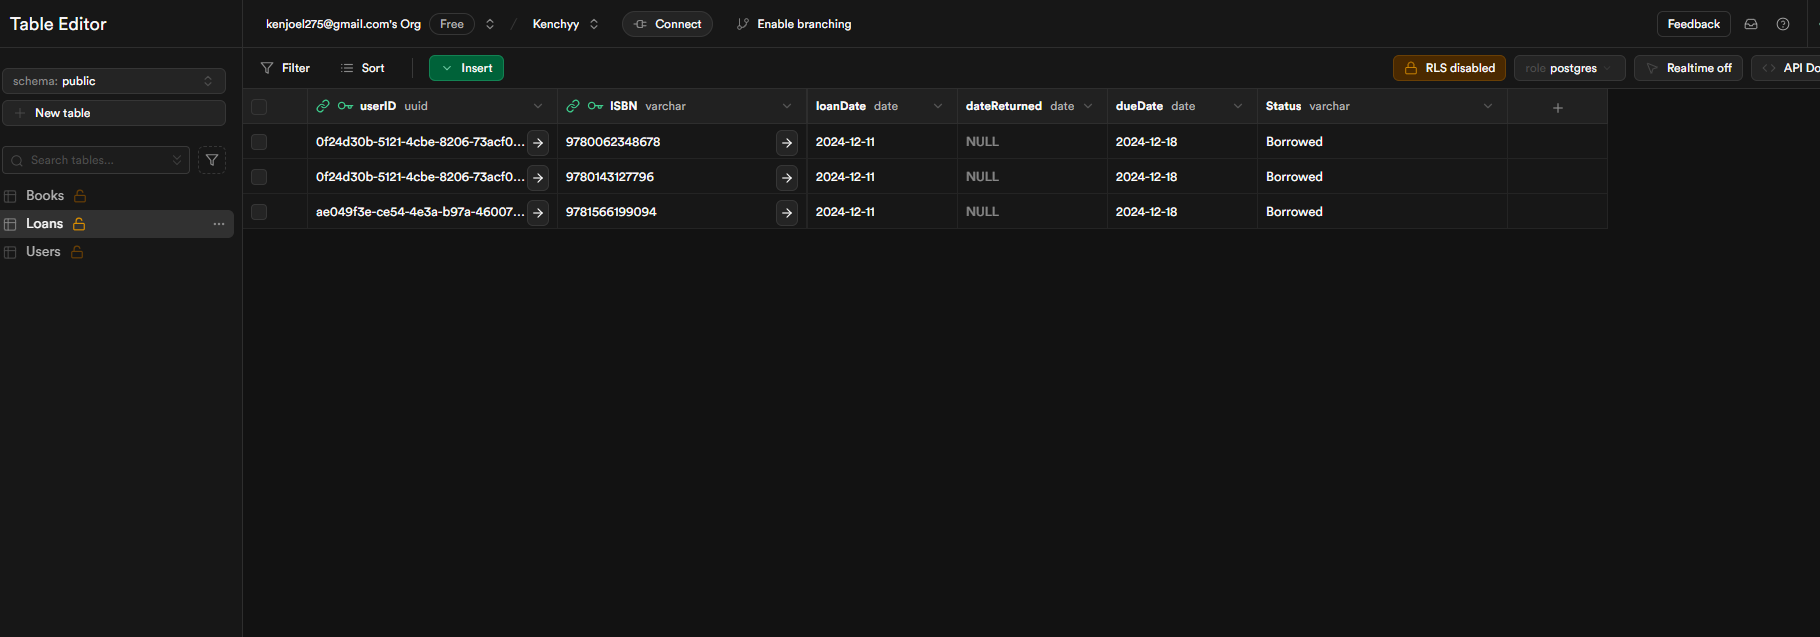 Table Editor
kenjoel275@gmail.com's Org Free / Kenchyy Connect Enable branching Feedback
schema: public
New table
Search tables...
Books
Loans
Users
Filter Sort Insert RLS disabled role postgres Realtime off API Do
userID uuid ISBN varchar loanDate date dateReturned date dueDate date Status varchar
0f24d30b-5121-4cbe-8206-73acf0... 9780062348678 2024-12-11 NULL 2024-12-18 Borrowed
0f24d30b-5121-4cbe-8206-73acf0... 9780143127796 2024-12-11 NULL 2024-12-18 Borrowed
ae049f3e-ce54-4e3a-b97a-46007... 9781566199094 2024-12-11 NULL 2024-12-18 Borrowed